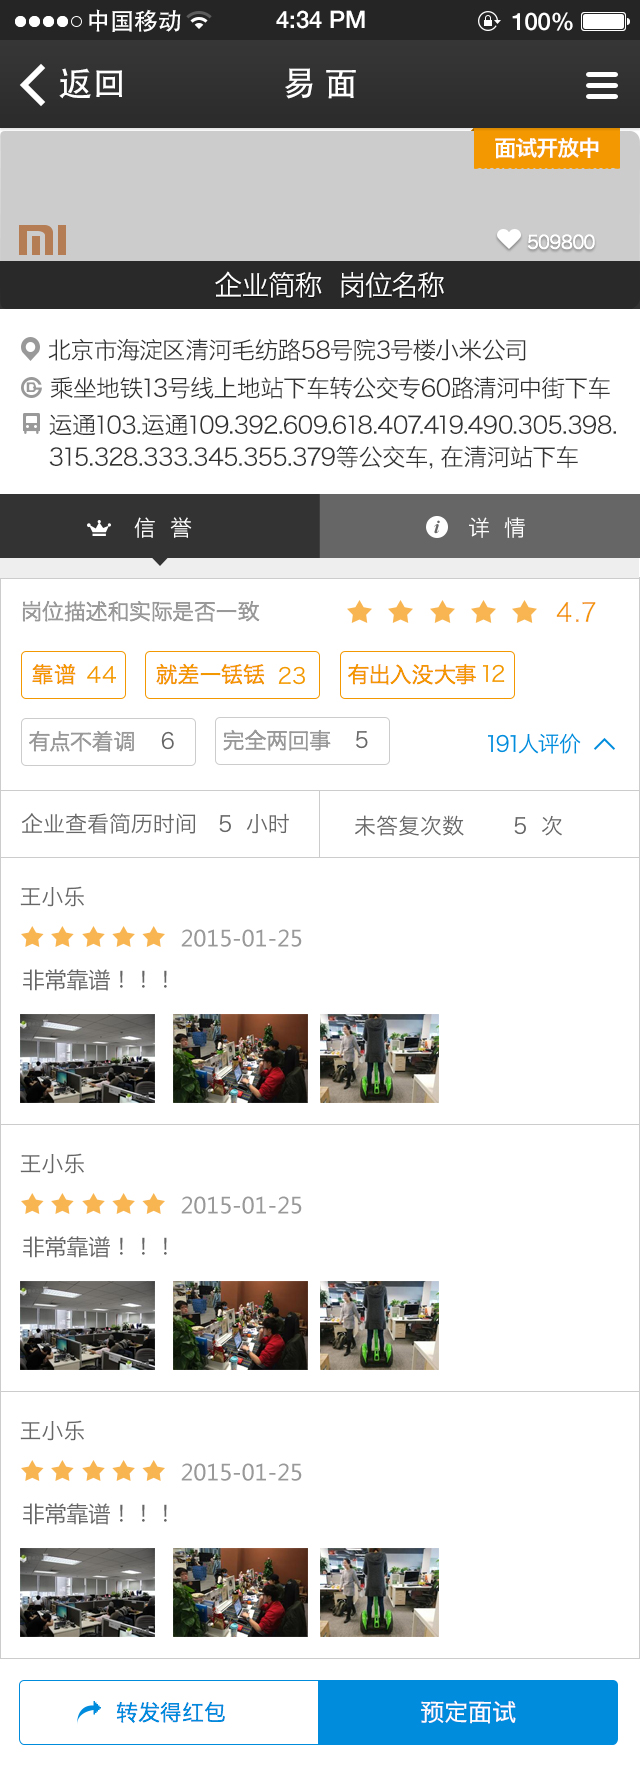 中国移动 4:34 PM 100%
返回 易面
面试开放中
MI 509800
企业简称 岗位名称
北京市海淀区清河毛纺路58号院3号楼小米公司
乘坐地铁13号线上地站下车转公交专60路清河中街下车
运通103.运通109.392.609.618.407.419.490.305.398.
315.328.333.345.355.379等公交车, 在清河站下车
信誉 详情
岗位描述和实际是否一致 4.7
靠谱 44 就差一铥铥 23 有出入没大事 12
有点不着调 6 完全两回事 5 191人评价
企业查看简历时间 5 小时 未答复次数 5 次
王小乐
2015-01-25
非常靠谱！！！
王小乐
2015-01-25
非常靠谱！！！
王小乐
2015-01-25
非常靠谱！！！
转发得红包 预定面试